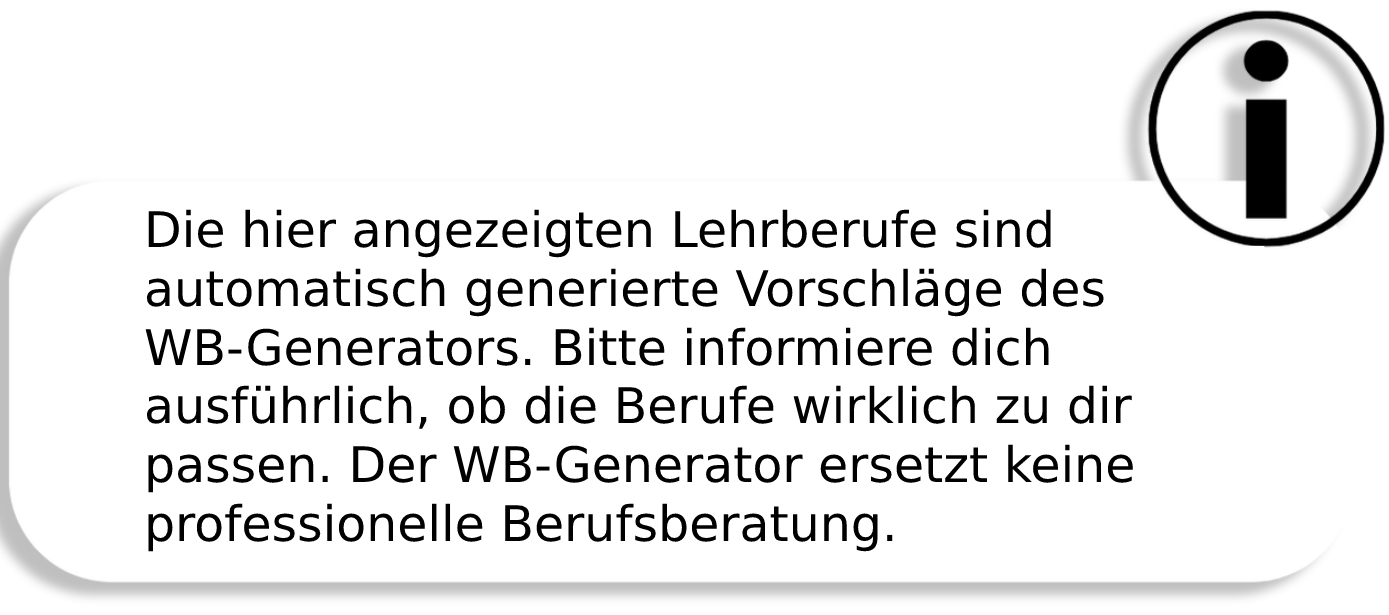 Die hier angezeigten Lehrberufe sind
automatisch generierte Vorschläge des
WB-Generators. Bitte informiere dich
ausführlich, ob die Berufe wirklich zu dir
passen. Der WB-Generator ersetzt keine
professionelle Berufsberatung.